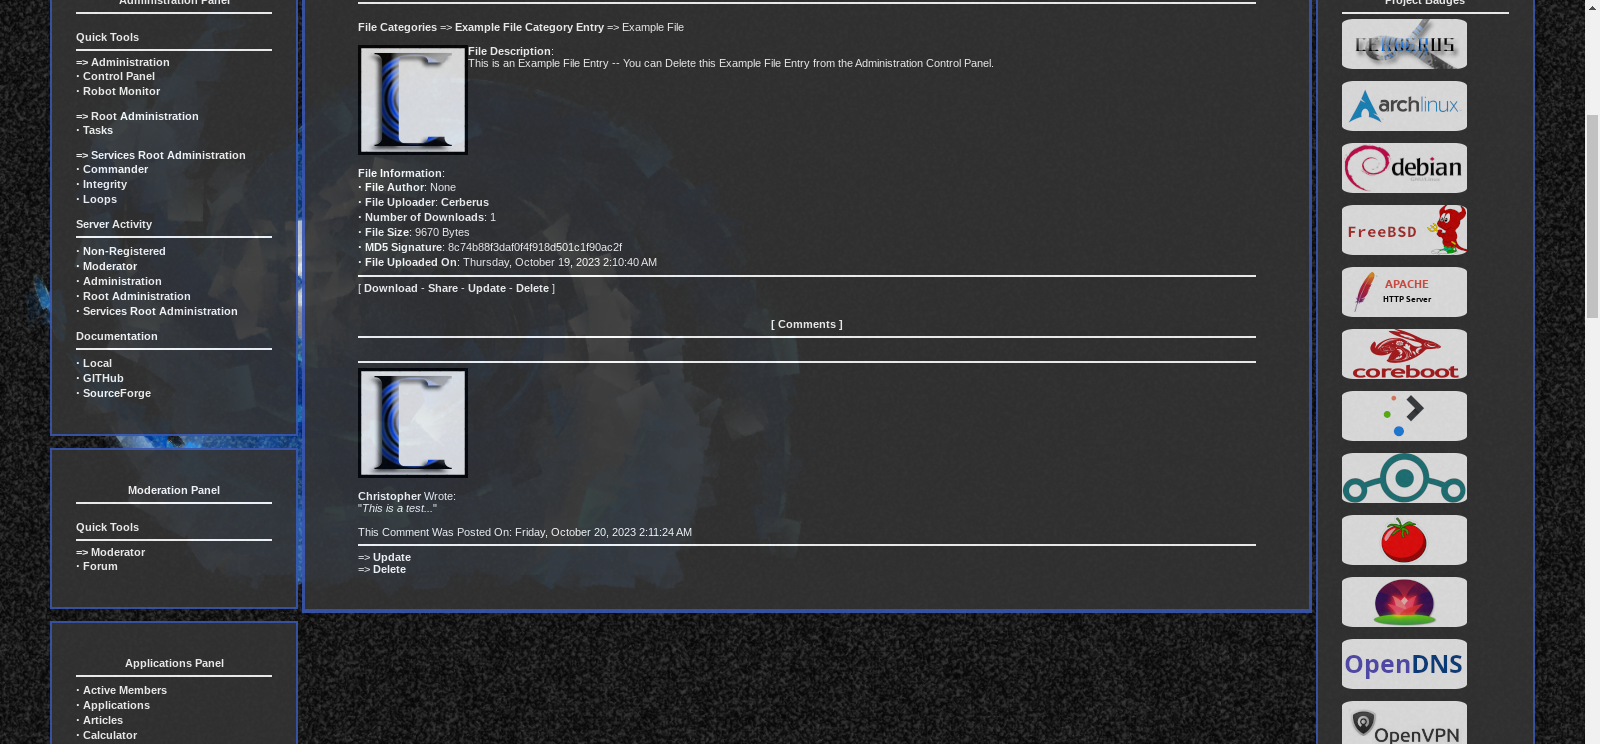 Administration Panel
Quick Tools
=> Administration
· Control Panel
· Robot Monitor
=> Root Administration
· Tasks
=> Services Root Administration
· Commander
· Integrity
· Loops
Server Activity
· Non-Registered
· Moderator
· Administration
· Root Administration
· Services Root Administration
Documentation
· Local
· GITHub
· SourceForge
Moderation Panel
Quick Tools
=> Moderator
· Forum
Applications Panel
· Active Members
· Applications
· Articles
· Calculator
File Categories => Example File Category Entry => Example File
File Description:
This is an Example File Entry -- You can Delete this Example File Entry from the Administration Control Panel.
File Information:
· File Author: None
· File Uploader: Cerberus
· Number of Downloads: 1
· File Size: 9670 Bytes
· MD5 Signature: 8c74b88f3daf0f4f918d501c1f90ac2f
· File Uploaded On: Thursday, October 19, 2023 2:10:40 AM
[ Download - Share - Update - Delete ]
[ Comments ]
Christopher Wrote:
"This is a test..."
This Comment Was Posted On: Friday, October 20, 2023 2:11:24 AM
=> Update
=> Delete
Project Badges
CERBERUS
archlinux
debian
FreeBSD
APACHE
HTTP Server
coreboot
OpenDNS
OpenVPN